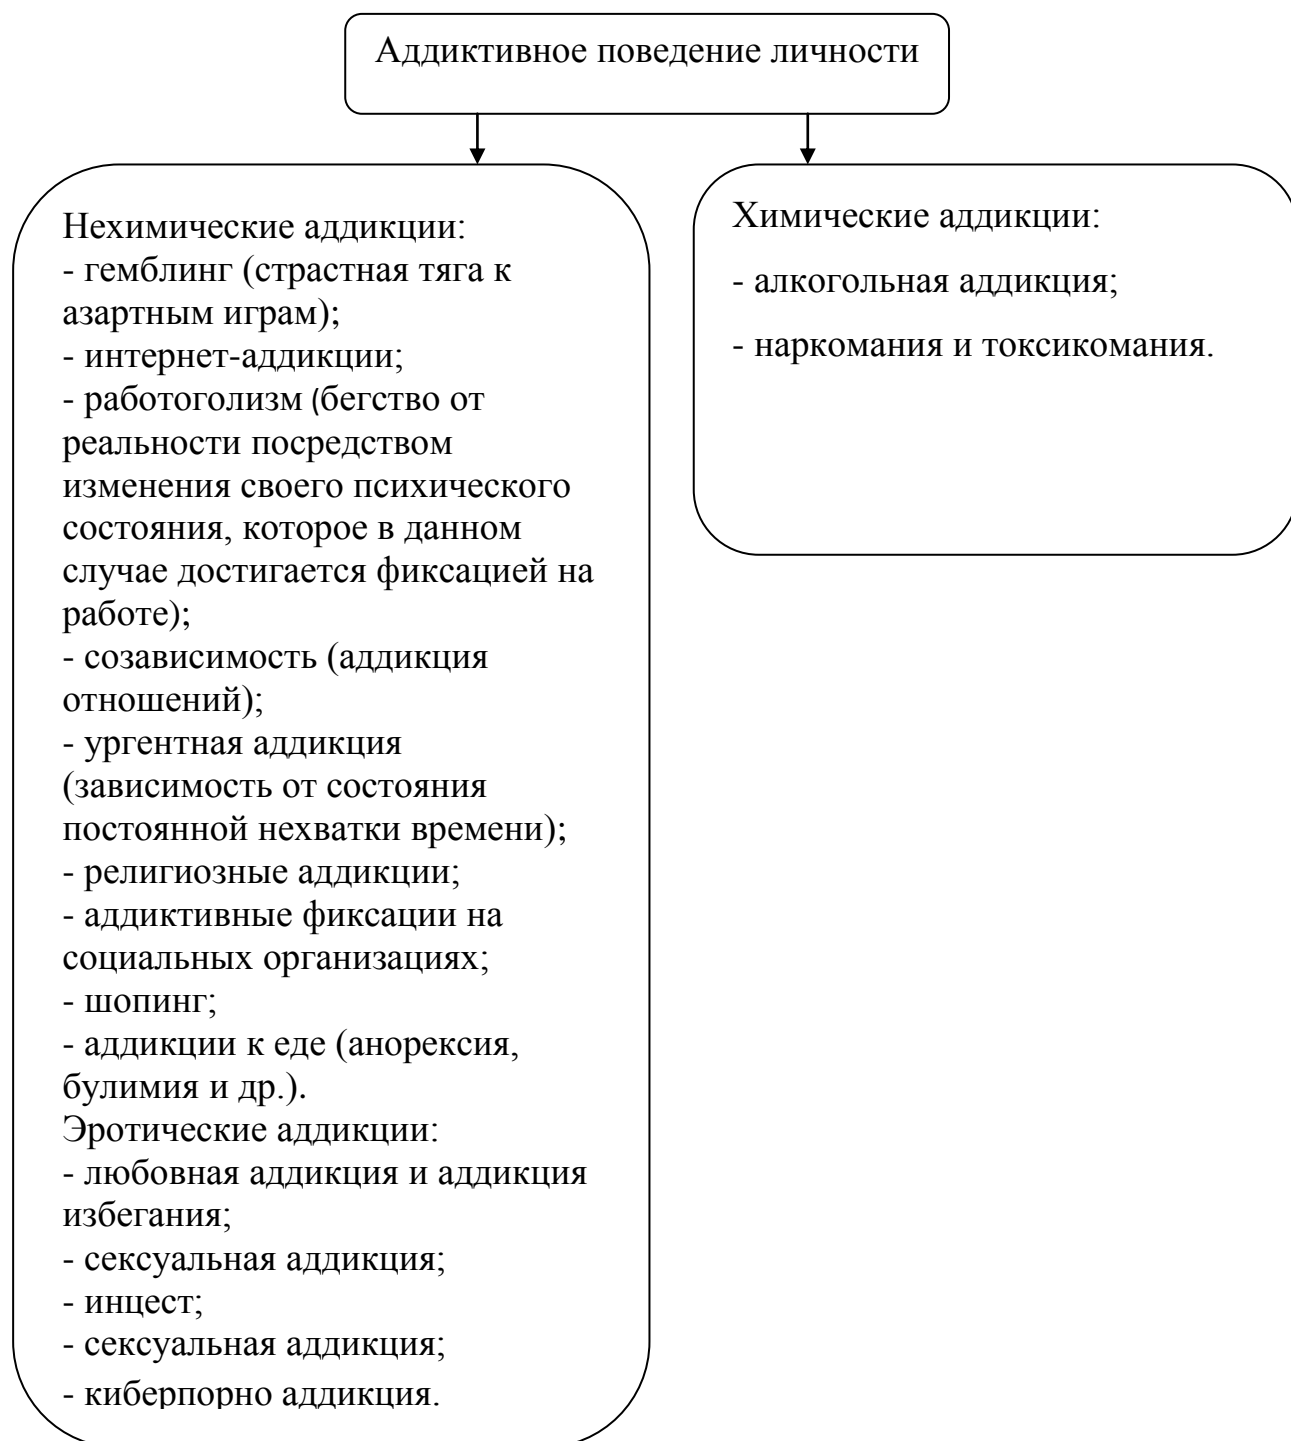 Аддиктивное поведение личности
Нехимические аддикции:
- гемблинг (страстная тяга к
азартным играм);
- интернет-аддикции;
- работоголизм (бегство от
реальности посредством
изменения своего психического
состояния, которое в данном
случае достигается фиксацией на
работе);
- созависимость (аддикция
отношений);
- ургентная аддикция
(зависимость от состояния
постоянной нехватки времени);
- религиозные аддикции;
- аддиктивные фиксации на
социальных организациях;
- шопинг;
- аддикции к еде (анорексия,
булимия и др.).
Эротические аддикции:
- любовная аддикция и аддикция
избегания;
- сексуальная аддикция;
- инцест;
- сексуальная аддикция;
- киберпорно аддикция.
Химические аддикции:
- алкогольная аддикция;
- наркомания и токсикомания.